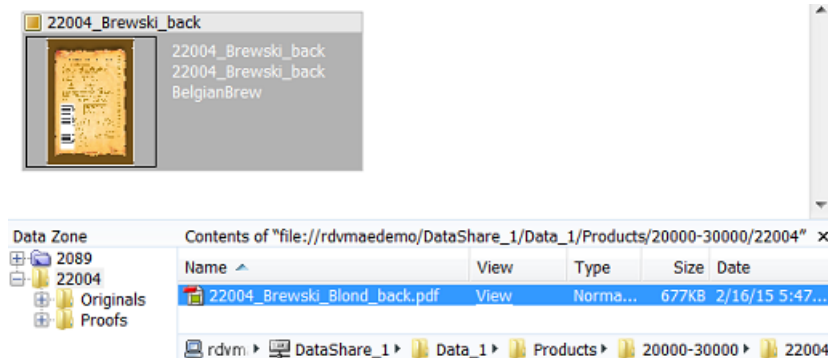 22004_Brewski_back
22004_Brewski_back
22004_Brewski_back
BelgianBrew
Data Zone
Contents of "file://rdvmaedemo/DataShare_1/Data_1/Products/20000-30000/22004"
2089
22004
Originals
Proofs
Name View Type Size Date
22004_Brewski_Blond_back.pdf View Norma... 677KB 2/16/15 5:47...
rdvm DataShare_1 Data_1 Products 20000-30000 22004